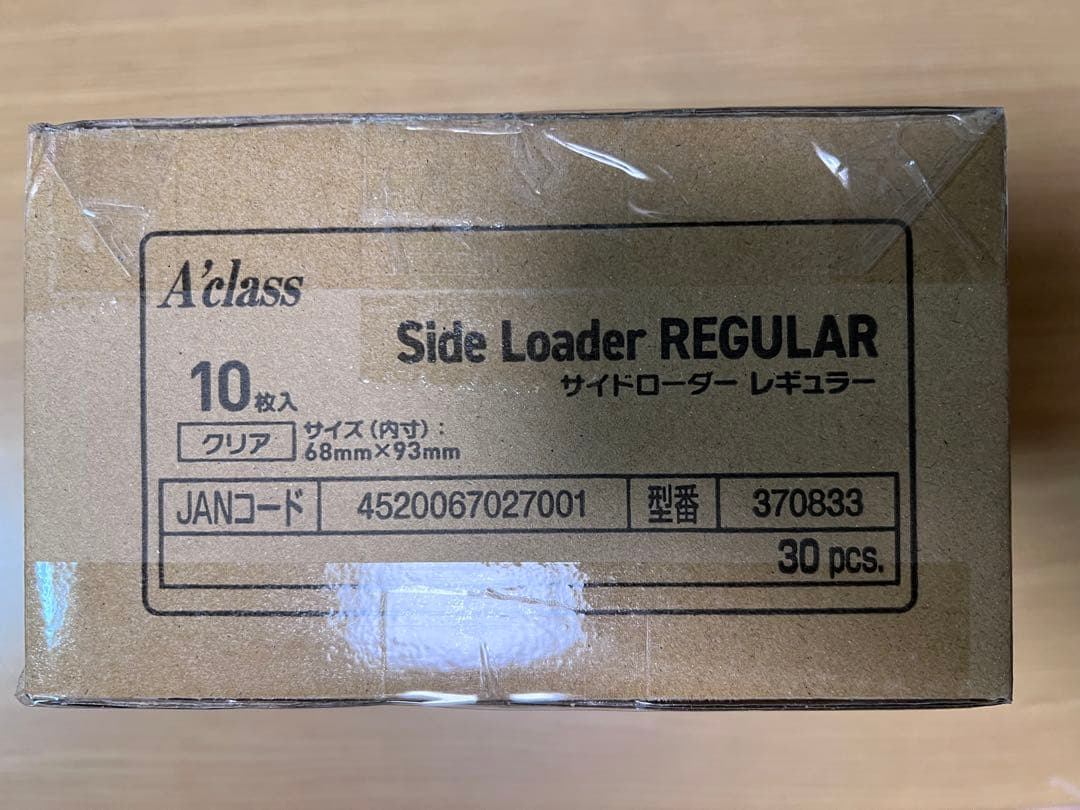 A'class
Side Loader REGULAR
サイドローダー レギュラー
10枚入
クリア
サイズ（内寸）：
68mm×93mm
JANコード 4520067027001 型番 370833
30 pcs.